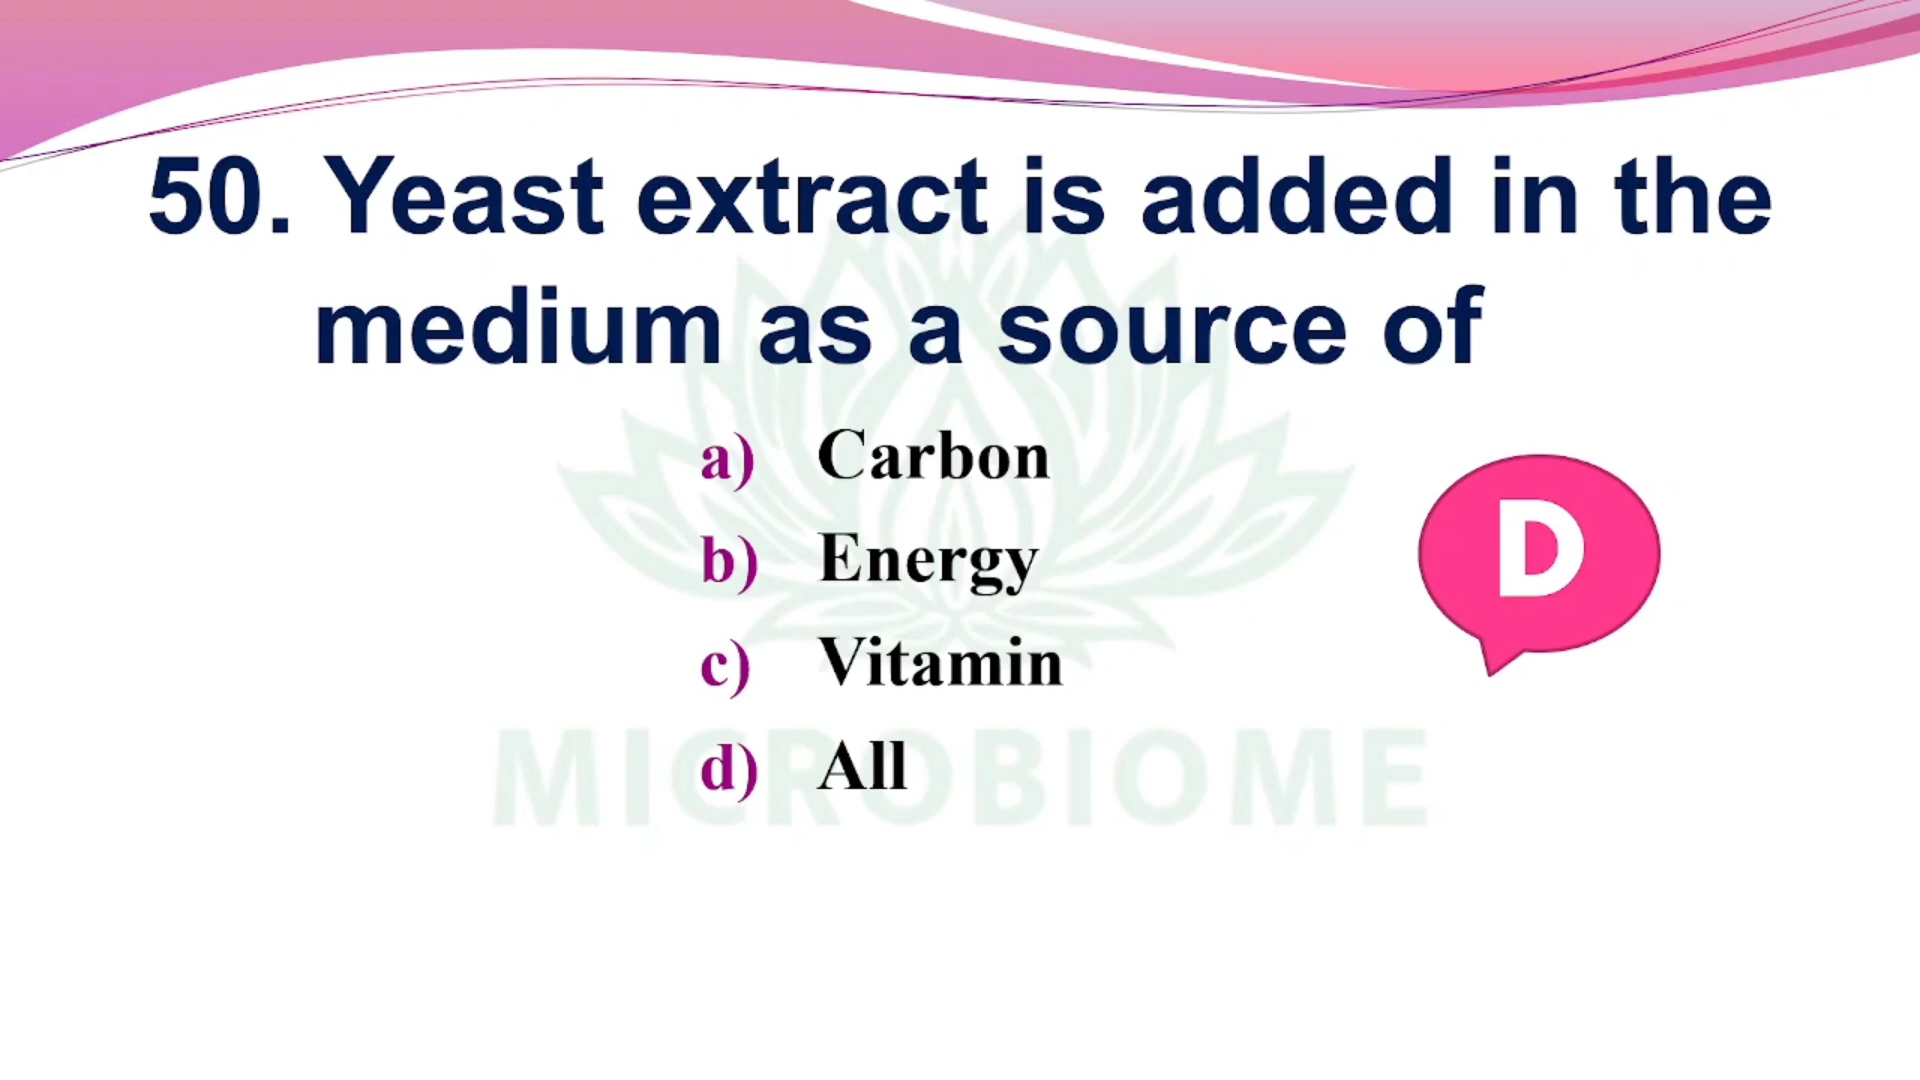 50. Yeast extract is added in the
medium as a source of
a) Carbon
b) Energy
c) Vitamin
d) All
D
MICROBIOME